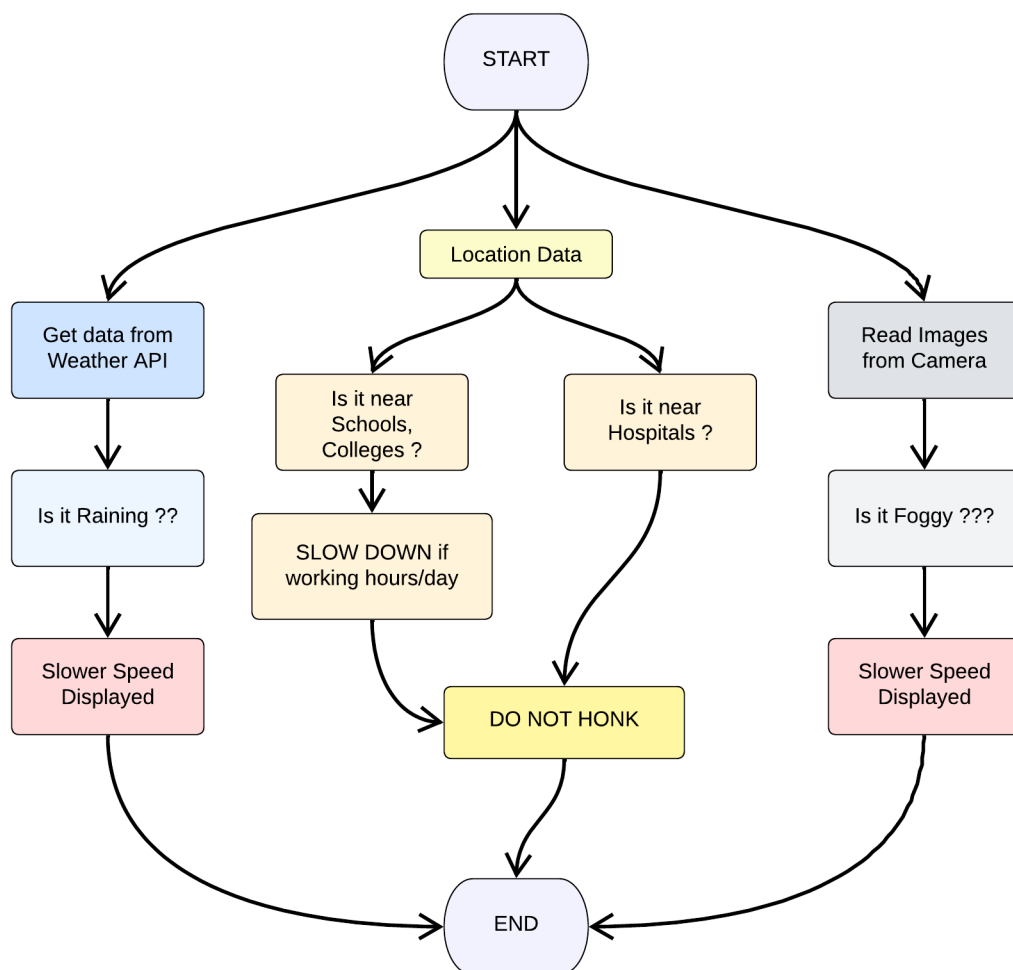 START
Location Data
Get data from
Weather API
Read Images
from Camera
Is it near
Schools,
Colleges ?
Is it near
Hospitals ?
Is it Raining ??
Is it Foggy ???
SLOW DOWN if
working hours/day
Slower Speed
Displayed
Slower Speed
Displayed
DO NOT HONK
END